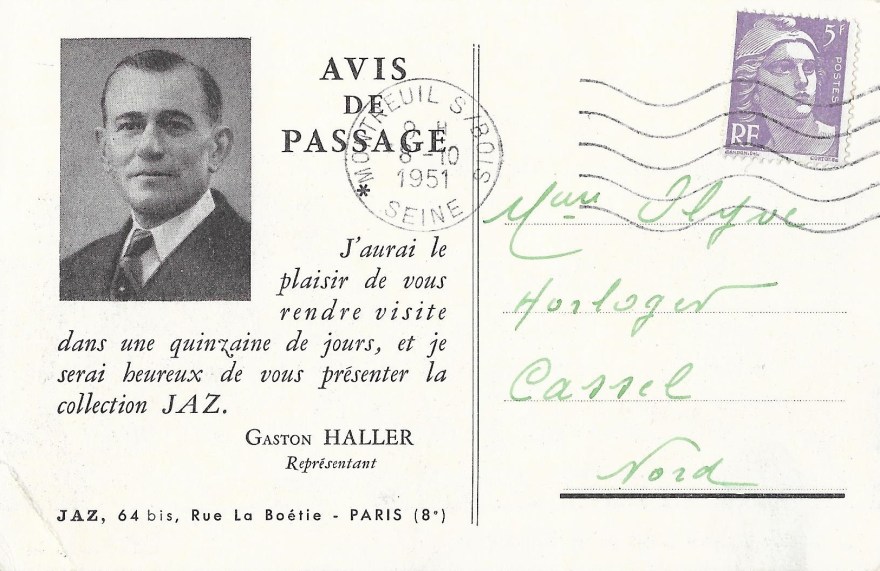 AVIS
DE
PASSAGE
J'aurai le
plaisir de vous
rendre visite
dans une quinzaine de jours, et je
serai heureux de vous présenter la
collection JAZ.
GASTON HALLER
Représentant
JAZ, 64 bis, Rue La Boétie - PARIS (8e)
MONTREUIL S/BOIS
8 H
8-10
1951
* SEINE
5F
POSTES
RF
Horloger
Cassel
Nord